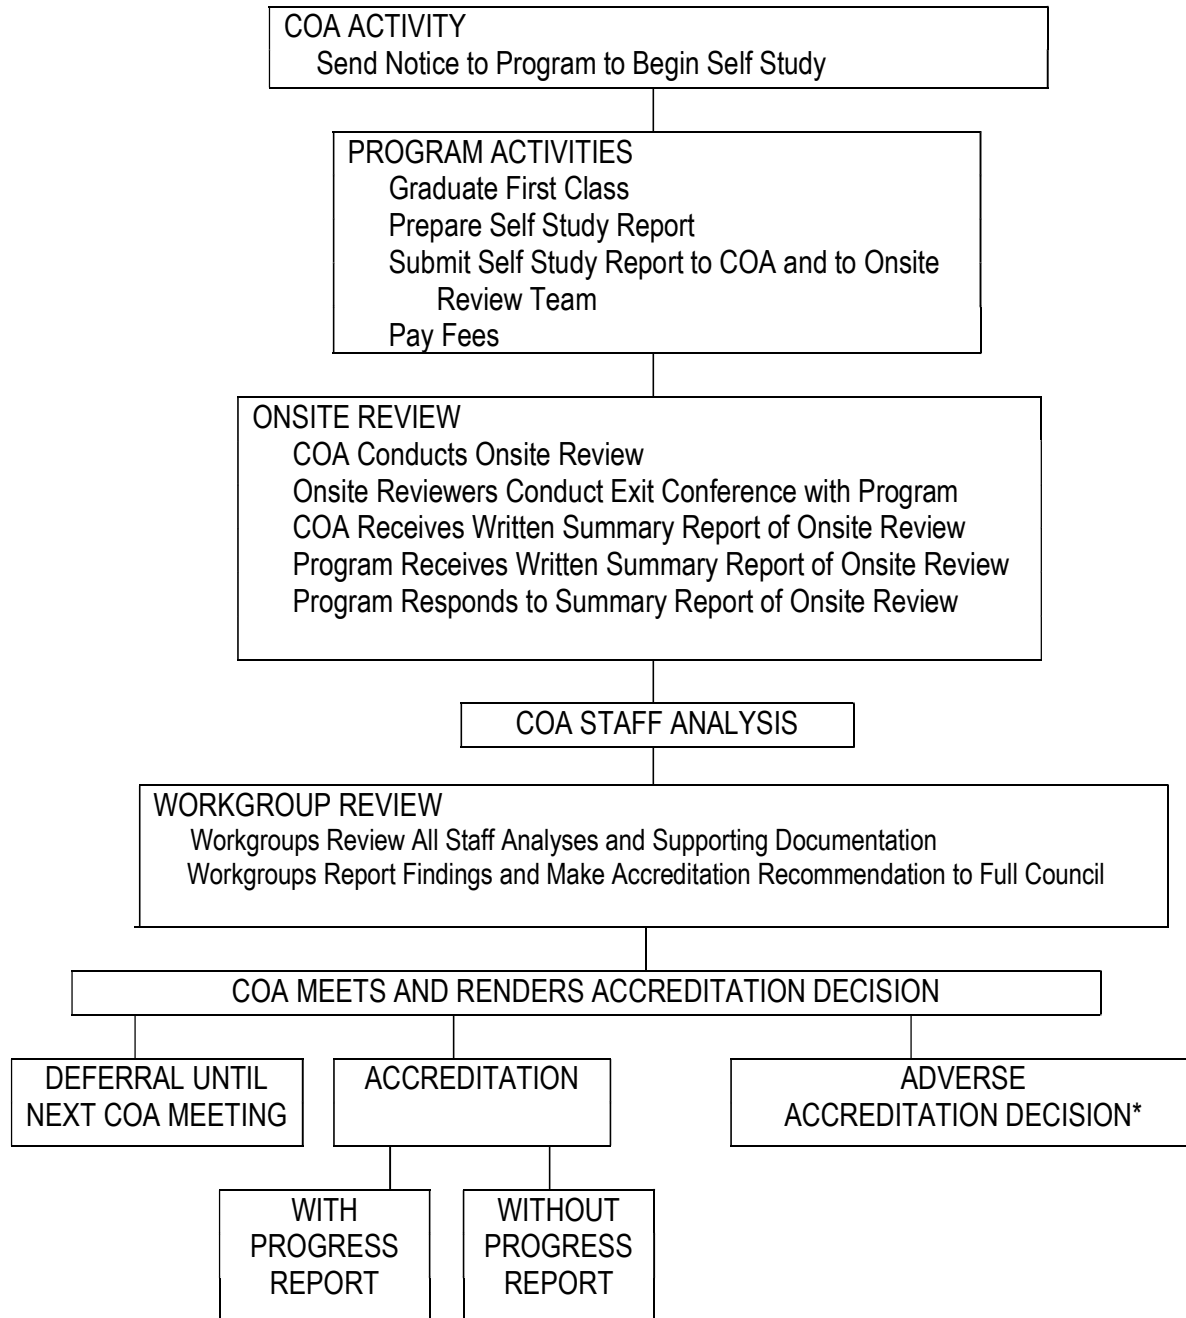 COA ACTIVITY
Send Notice to Program to Begin Self Study
PROGRAM ACTIVITIES
Graduate First Class
Prepare Self Study Report
Submit Self Study Report to COA and to Onsite
Review Team
Pay Fees
ONSITE REVIEW
COA Conducts Onsite Review
Onsite Reviewers Conduct Exit Conference with Program
COA Receives Written Summary Report of Onsite Review
Program Receives Written Summary Report of Onsite Review
Program Responds to Summary Report of Onsite Review
COA STAFF ANALYSIS
WORKGROUP REVIEW
Workgroups Review All Staff Analyses and Supporting Documentation
Workgroups Report Findings and Make Accreditation Recommendation to Full Council
COA MEETS AND RENDERS ACCREDITATION DECISION
DEFERRAL UNTIL
NEXT COA MEETING
ACCREDITATION
ADVERSE
ACCREDITATION DECISION*
WITH
PROGRESS
REPORT
WITHOUT
PROGRESS
REPORT